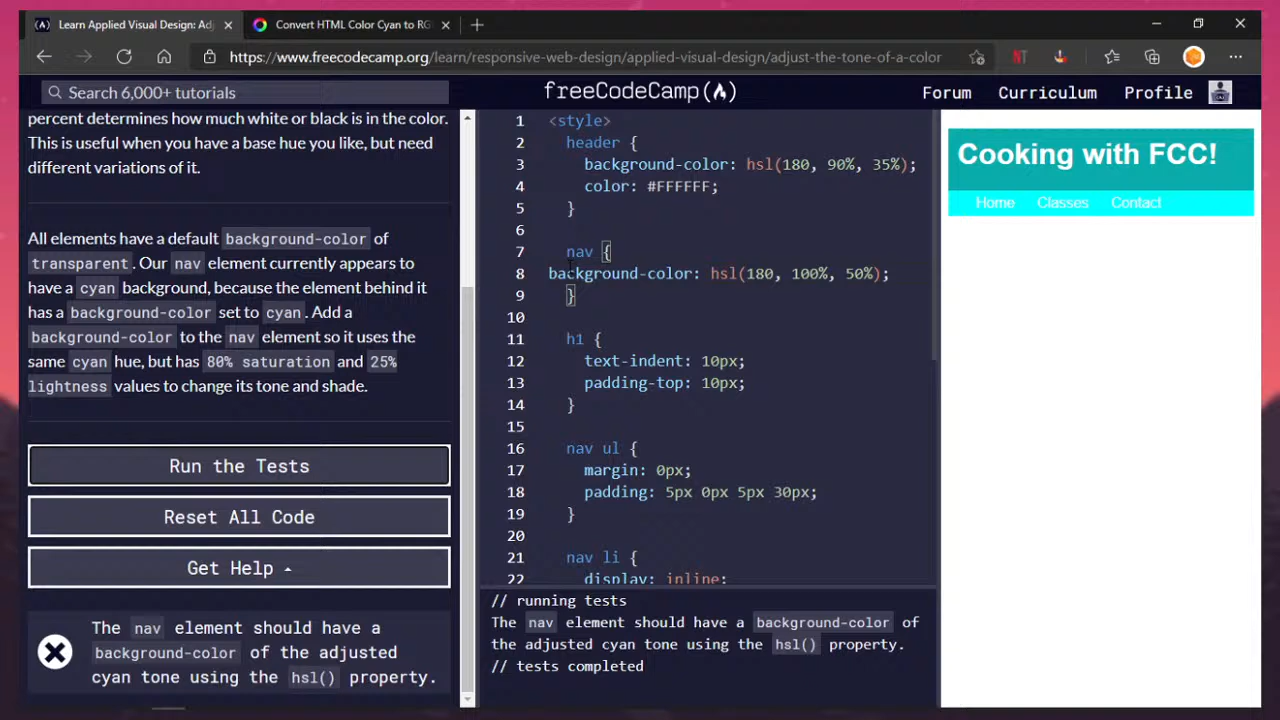 Learn Applied Visual Design: Adj
Convert HTML Color Cyan to RG
https://www.freecodecamp.org/learn/responsive-web-design/applied-visual-design/adjust-the-tone-of-a-color
NT
Search 6,000+ tutorials
freeCodeCamp
Forum
Curriculum
Profile
percent determines how much white or black is in the color.
This is useful when you have a base hue you like, but need
different variations of it.
All elements have a default background-color of
transparent. Our nav element currently appears to
have a cyan background, because the element behind it
has a background-color set to cyan. Add a
background-color to the nav element so it uses the
same cyan hue, but has 80% saturation and 25%
lightness values to change its tone and shade.
Run the Tests
Reset All Code
Get Help
The nav element should have a
background-color of the adjusted
cyan tone using the hsl() property.
1 <style>
2 header {
3 background-color: hsl(180, 90%, 35%);
4 color: #FFFFFF;
5 }
6
7 nav {
8 background-color: hsl(180, 100%, 50%);
9 }
10
11 h1 {
12 text-indent: 10px;
13 padding-top: 10px;
14 }
15
16 nav ul {
17 margin: 0px;
18 padding: 5px 0px 5px 30px;
19 }
20
21 nav li {
22 display: inline;
// running tests
The nav element should have a background-color of
the adjusted cyan tone using the hsl() property.
// tests completed
Cooking with FCC!
Home Classes Contact